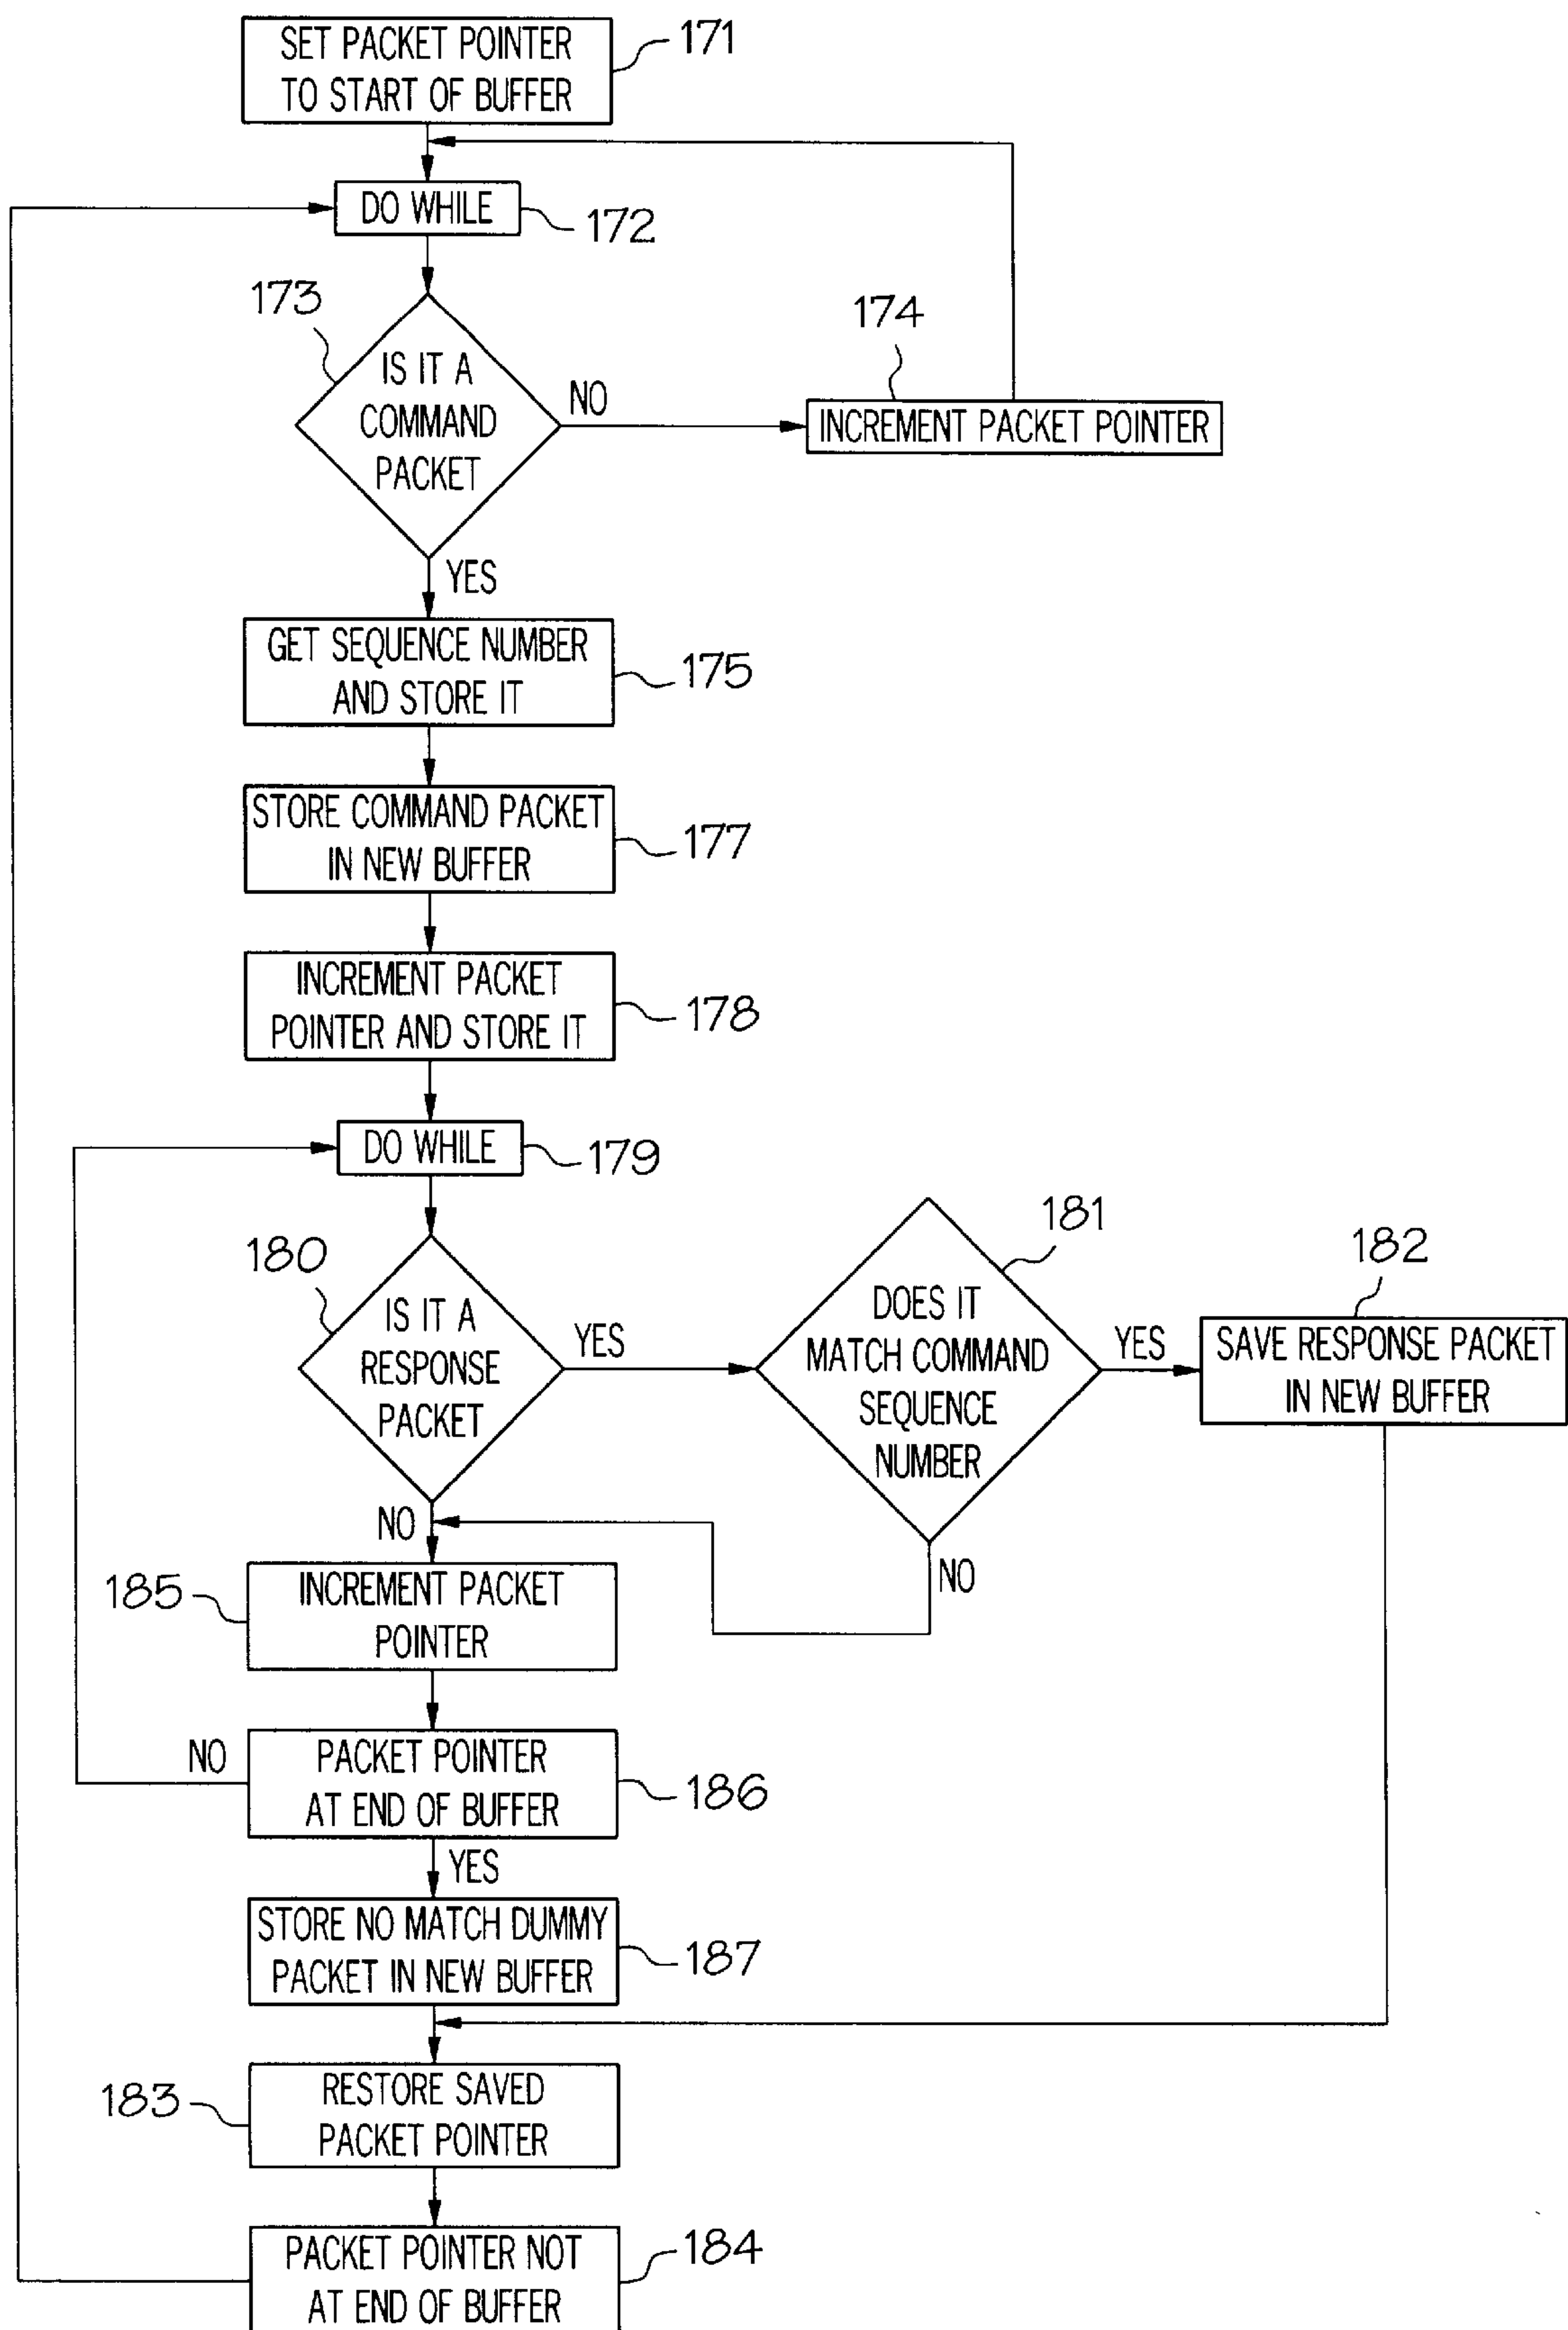 SET PACKET POINTER
TO START OF BUFFER
171
DO WHILE
172
173
IS IT A
COMMAND
PACKET
NO
174
INCREMENT PACKET POINTER
YES
GET SEQUENCE NUMBER
AND STORE IT
175
STORE COMMAND PACKET
IN NEW BUFFER
177
INCREMENT PACKET
POINTER AND STORE IT
178
DO WHILE
179
180
IS IT A
RESPONSE
PACKET
YES
181
DOES IT
MATCH COMMAND
SEQUENCE
NUMBER
YES
182
SAVE RESPONSE PACKET
IN NEW BUFFER
NO
NO
185
INCREMENT PACKET
POINTER
NO
PACKET POINTER
AT END OF BUFFER
186
YES
STORE NO MATCH DUMMY
PACKET IN NEW BUFFER
187
183
RESTORE SAVED
PACKET POINTER
PACKET POINTER NOT
AT END OF BUFFER
184